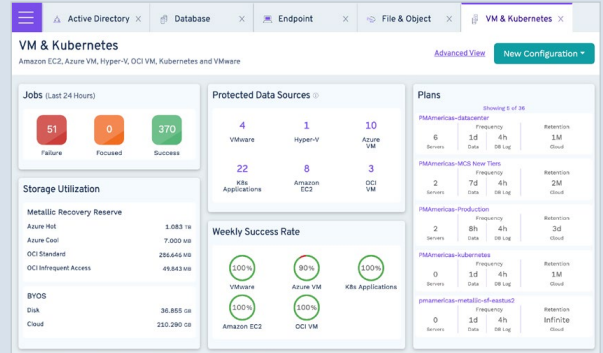 Active Directory
Database
Endpoint
File & Object
VM & Kubernetes
VM & Kubernetes
Amazon EC2, Azure VM, Hyper-V, OCI VM, Kubernetes and VMware
Advanced View
New Configuration
Jobs (Last 24 Hours)
51
0
370
Failure
Focused
Success
Storage Utilization
Metallic Recovery Reserve
Azure Hot 1.083 TB
Azure Cool 7.000 MB
OCI Standard 286.646 MB
OCI Infrequent Access 49.843 MB
BYOS
Disk 36.855 GB
Cloud 210.290 GB
Protected Data Sources
4
1
10
VMware
Hyper-V
Azure
VM
22
8
3
K8s
Applications
Amazon
EC2
OCI
VM
Weekly Success Rate
100%
90%
100%
VMware
Azure VM
K8s Applications
100%
100%
Amazon EC2
OCI VM
Plans
Showing 5 of 36
PMAmericas-datacenter
Frequency Retention
6 1d 4h 1M
Servers Data DB Log Cloud
PMAmericas-MCS New Tiers
Frequency Retention
2 7d 4h 2M
Servers Data DB Log Cloud
PMAmericas-Production
Frequency Retention
2 8h 4h 3d
Servers Data DB Log Cloud
PMAmericas-kubernetes
Frequency Retention
0 1d 4h 1M
Servers Data DB Log Cloud
pmamericas-metallic-sf-eastus2
Frequency Retention
0 1d 4h Infinite
Servers Data DB Log Cloud